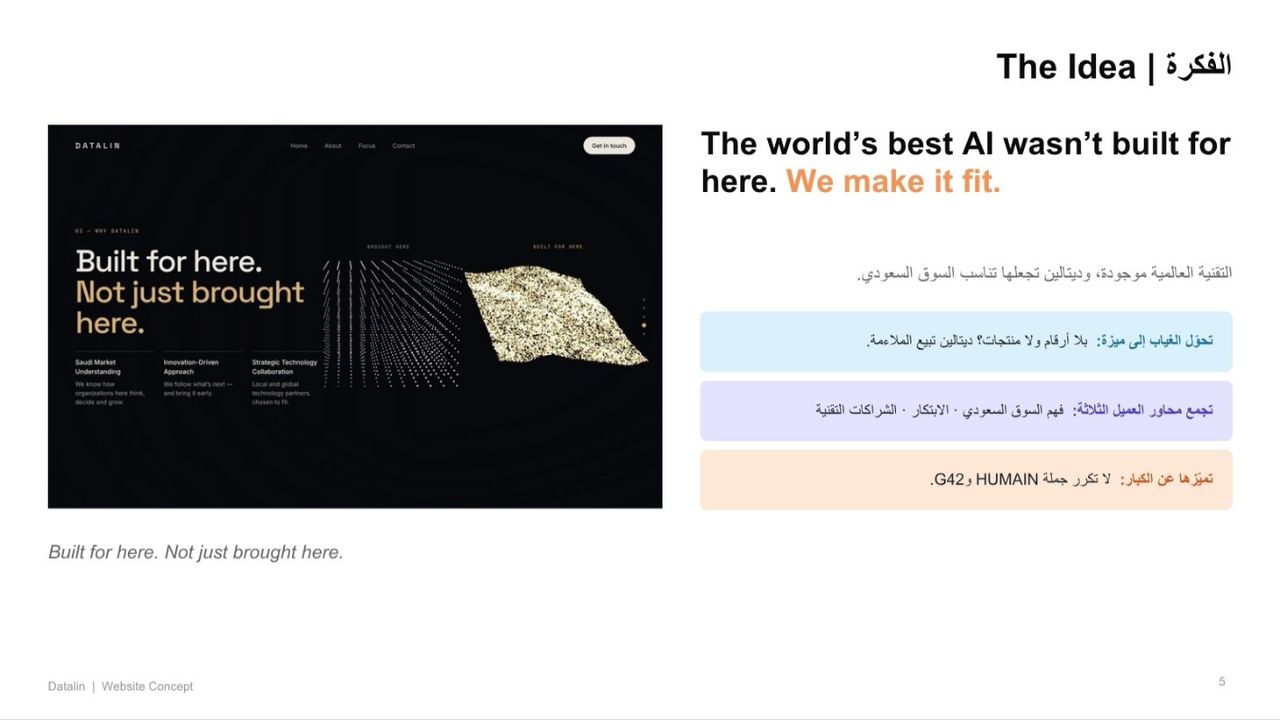 The Idea | الفكرة
DATALIN
Home About Focus Contact
Get in touch
03 — WHY DATALIN
Built for here.
Not just brought
here.
BROUGHT HERE
BUILT FOR HERE
Saudi Market
Understanding
We know how
organizations here think,
decide and grow.
Innovation-Driven
Approach
We follow what's next —
and bring it early.
Strategic Technology
Collaboration
Local and global
technology partners,
chosen to fit.
The world’s best AI wasn’t built for
here. We make it fit.
التقنية العالمية موجودة، وديتالين تجعلها تناسب السوق السعودي.
تحوّل الغياب إلى ميزة: بلا أرقام ولا منتجات؟ ديتالين تبيع الملاءمة.
تجمع محاور العميل الثلاثة: فهم السوق السعودي · الابتكار · الشراكات التقنية
تميّزها عن الكبار: لا تكرر جملة HUMAIN وG42.
Built for here. Not just brought here.
Datalin | Website Concept
5